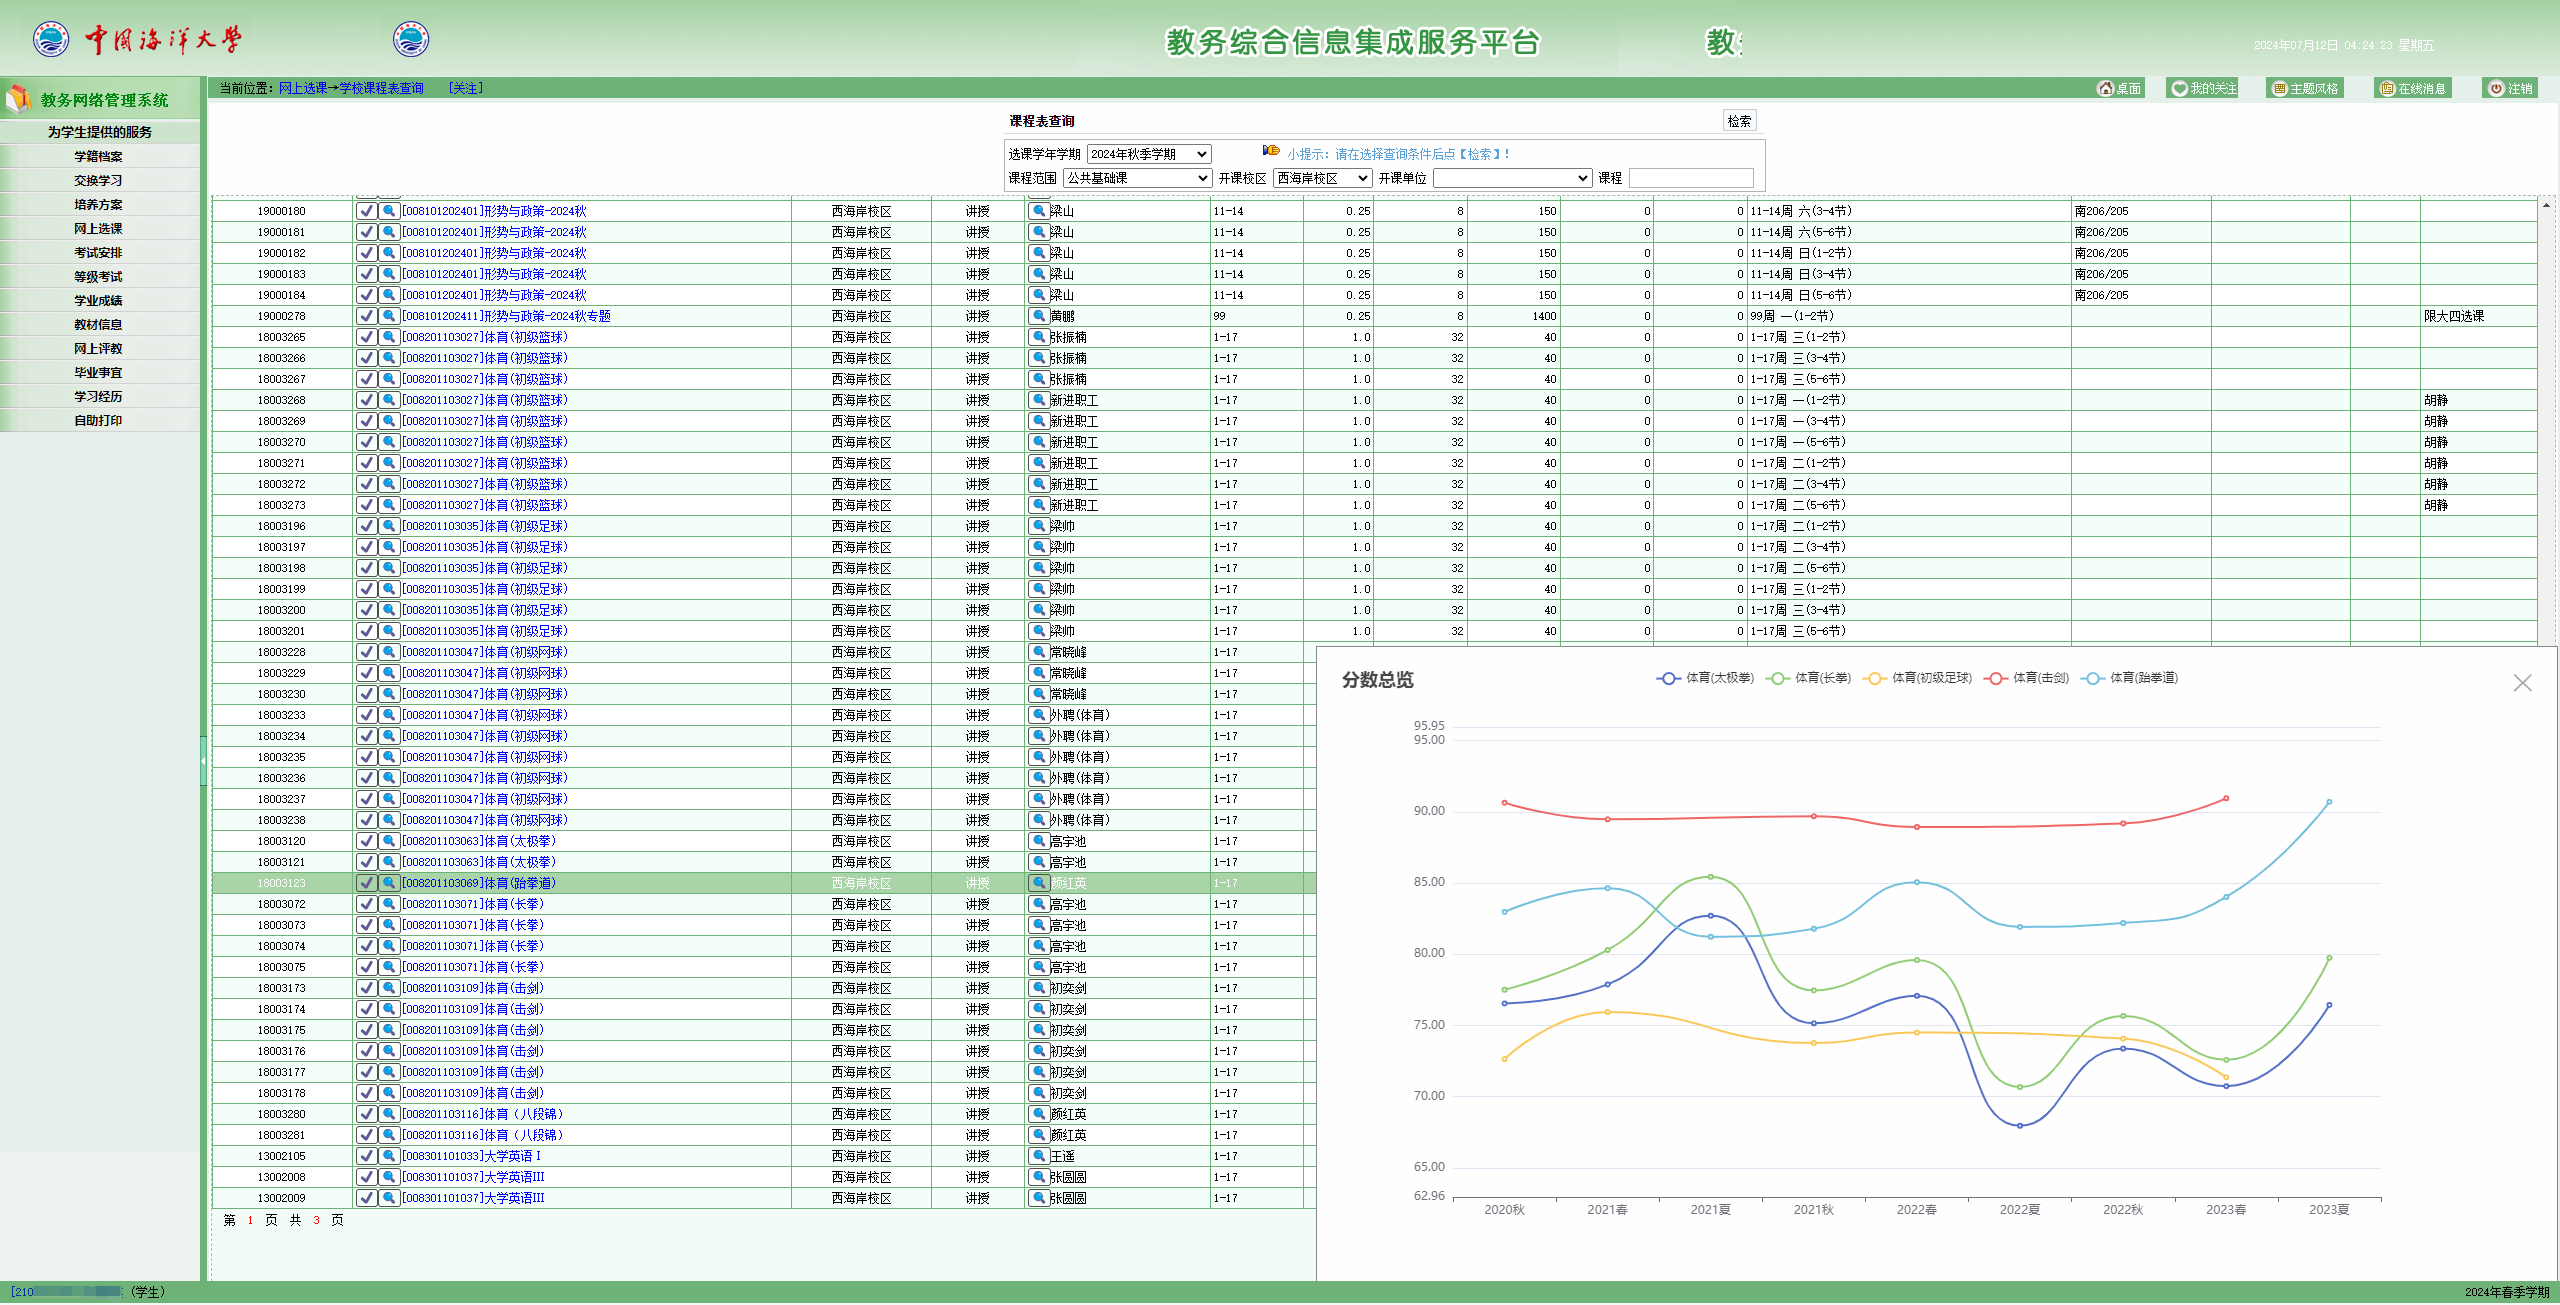 中国海洋大学
教务综合信息集成服务平台
教务
2024年07月12日 04:24:23 星期五
教务网络管理系统
当前位置：网上选课→学校课程表查询 [关注]
桌面 我的关注 主题风格 在线消息 注销
为学生提供的服务
学籍档案
交换学习
培养方案
网上选课
考试安排
等级考试
学业成绩
教材信息
网上评教
毕业事宜
学习经历
自助打印
课程表查询 检索
选课学年学期 2024年秋季学期 小提示：请在选择查询条件后点【检索】！
课程范围 公共基础课 开课校区 西海岸校区 开课单位 课程
19000180 [008101202401]形势与政策-2024秋 西海岸校区 讲授 梁山 11-14 0.25 8 150 0 0 11-14周 六(3-4节) 南206/205
19000181 [008101202401]形势与政策-2024秋 西海岸校区 讲授 梁山 11-14 0.25 8 150 0 0 11-14周 六(5-6节) 南206/205
19000182 [008101202401]形势与政策-2024秋 西海岸校区 讲授 梁山 11-14 0.25 8 150 0 0 11-14周 日(1-2节) 南206/205
19000183 [008101202401]形势与政策-2024秋 西海岸校区 讲授 梁山 11-14 0.25 8 150 0 0 11-14周 日(3-4节) 南206/205
19000184 [008101202401]形势与政策-2024秋 西海岸校区 讲授 梁山 11-14 0.25 8 150 0 0 11-14周 日(5-6节) 南206/205
19000278 [008101202411]形势与政策-2024秋专题 西海岸校区 讲授 黄鹏 99 0.25 8 1400 0 0 99周 一(1-2节) 限大四选课
18003265 [008201103027]体育(初级篮球) 西海岸校区 讲授 张振楠 1-17 1.0 32 40 0 0 1-17周 三(1-2节)
18003266 [008201103027]体育(初级篮球) 西海岸校区 讲授 张振楠 1-17 1.0 32 40 0 0 1-17周 三(3-4节)
18003267 [008201103027]体育(初级篮球) 西海岸校区 讲授 张振楠 1-17 1.0 32 40 0 0 1-17周 三(5-6节)
18003268 [008201103027]体育(初级篮球) 西海岸校区 讲授 新进职工 1-17 1.0 32 40 0 0 1-17周 一(1-2节) 胡静
18003269 [008201103027]体育(初级篮球) 西海岸校区 讲授 新进职工 1-17 1.0 32 40 0 0 1-17周 一(3-4节) 胡静
18003270 [008201103027]体育(初级篮球) 西海岸校区 讲授 新进职工 1-17 1.0 32 40 0 0 1-17周 一(5-6节) 胡静
18003271 [008201103027]体育(初级篮球) 西海岸校区 讲授 新进职工 1-17 1.0 32 40 0 0 1-17周 二(1-2节) 胡静
18003272 [008201103027]体育(初级篮球) 西海岸校区 讲授 新进职工 1-17 1.0 32 40 0 0 1-17周 二(3-4节) 胡静
18003273 [008201103027]体育(初级篮球) 西海岸校区 讲授 新进职工 1-17 1.0 32 40 0 0 1-17周 二(5-6节) 胡静
18003196 [008201103035]体育(初级足球) 西海岸校区 讲授 梁帅 1-17 1.0 32 40 0 0 1-17周 二(1-2节)
18003197 [008201103035]体育(初级足球) 西海岸校区 讲授 梁帅 1-17 1.0 32 40 0 0 1-17周 二(3-4节)
18003198 [008201103035]体育(初级足球) 西海岸校区 讲授 梁帅 1-17 1.0 32 40 0 0 1-17周 二(5-6节)
18003199 [008201103035]体育(初级足球) 西海岸校区 讲授 梁帅 1-17 1.0 32 40 0 0 1-17周 三(1-2节)
18003200 [008201103035]体育(初级足球) 西海岸校区 讲授 梁帅 1-17 1.0 32 40 0 0 1-17周 三(3-4节)
18003201 [008201103035]体育(初级足球) 西海岸校区 讲授 梁帅 1-17 1.0 32 40 0 0 1-17周 三(5-6节)
18003228 [008201103047]体育(初级网球) 西海岸校区 讲授 常晓峰 1-17
18003229 [008201103047]体育(初级网球) 西海岸校区 讲授 常晓峰 1-17
18003230 [008201103047]体育(初级网球) 西海岸校区 讲授 常晓峰 1-17
18003233 [008201103047]体育(初级网球) 西海岸校区 讲授 外聘(体育) 1-17
18003234 [008201103047]体育(初级网球) 西海岸校区 讲授 外聘(体育) 1-17
18003235 [008201103047]体育(初级网球) 西海岸校区 讲授 外聘(体育) 1-17
18003236 [008201103047]体育(初级网球) 西海岸校区 讲授 外聘(体育) 1-17
18003237 [008201103047]体育(初级网球) 西海岸校区 讲授 外聘(体育) 1-17
18003238 [008201103047]体育(初级网球) 西海岸校区 讲授 外聘(体育) 1-17
18003120 [008201103063]体育(太极拳) 西海岸校区 讲授 高宇池 1-17
18003121 [008201103063]体育(太极拳) 西海岸校区 讲授 高宇池 1-17
18003123 [008201103069]体育(跆拳道) 西海岸校区 讲授 颜红英 1-17
18003072 [008201103071]体育(长拳) 西海岸校区 讲授 高宇池 1-17
18003073 [008201103071]体育(长拳) 西海岸校区 讲授 高宇池 1-17
18003074 [008201103071]体育(长拳) 西海岸校区 讲授 高宇池 1-17
18003075 [008201103071]体育(长拳) 西海岸校区 讲授 高宇池 1-17
18003173 [008201103109]体育(击剑) 西海岸校区 讲授 初奕剑 1-17
18003174 [008201103109]体育(击剑) 西海岸校区 讲授 初奕剑 1-17
18003175 [008201103109]体育(击剑) 西海岸校区 讲授 初奕剑 1-17
18003176 [008201103109]体育(击剑) 西海岸校区 讲授 初奕剑 1-17
18003177 [008201103109]体育(击剑) 西海岸校区 讲授 初奕剑 1-17
18003178 [008201103109]体育(击剑) 西海岸校区 讲授 初奕剑 1-17
18003280 [008201103116]体育（八段锦） 西海岸校区 讲授 颜红英 1-17
18003281 [008201103116]体育（八段锦） 西海岸校区 讲授 颜红英 1-17
13002105 [008301101033]大学英语Ⅰ 西海岸校区 讲授 王遥 1-17
13002008 [008301101037]大学英语III 西海岸校区 讲授 张圆圆 1-17
13002009 [008301101037]大学英语III 西海岸校区 讲授 张圆圆 1-17
第 1 页 共 3 页
分数总览
体育(太极拳) 体育(长拳) 体育(初级足球) 体育(击剑) 体育(跆拳道)
95.95
95.00
90.00
85.00
80.00
75.00
70.00
65.00
62.96
2020秋 2021春 2021夏 2021秋 2022春 2022夏 2022秋 2023春 2023夏
[210 (学生)
2024年春季学期